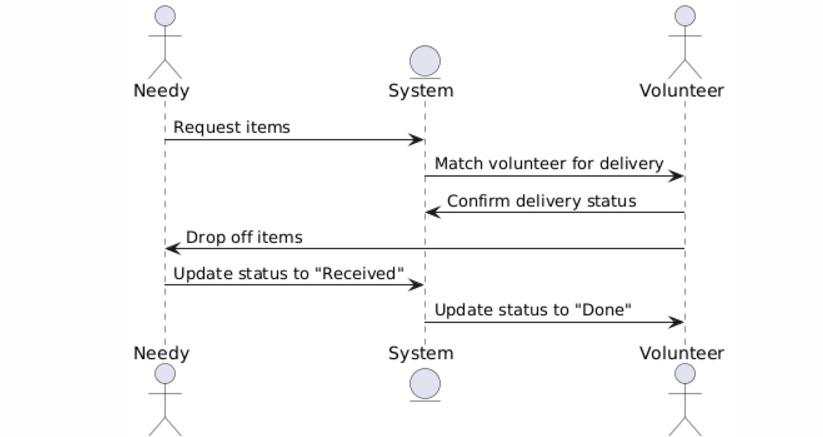 Needy
System
Volunteer
Request items
Match volunteer for delivery
Confirm delivery status
Drop off items
Update status to "Received"
Update status to "Done"
Needy
System
Volunteer